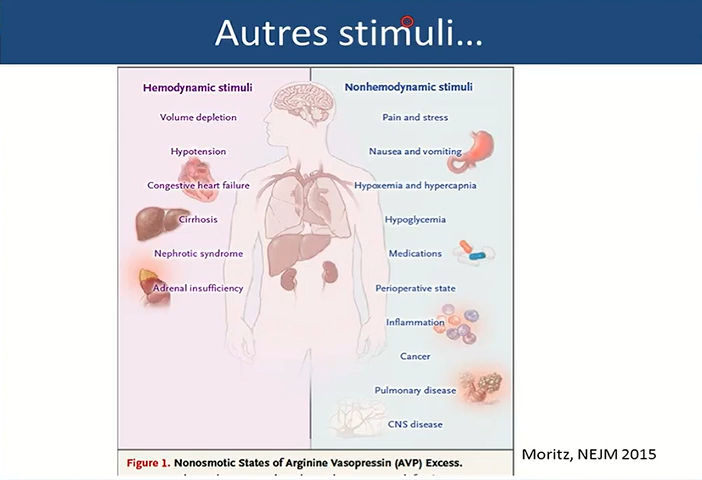 Autres stimuli...
Hemodynamic stimuli
Volume depletion
Hypotension
Congestive heart failure
Cirrhosis
Nephrotic syndrome
Adrenal insufficiency
Nonhemodynamic stimuli
Pain and stress
Nausea and vomiting
Hypoxemia and hypercapnia
Hypoglycemia
Medications
Perioperative state
Inflammation
Cancer
Pulmonary disease
CNS disease
Figure 1. Nonosmotic States of Arginine Vasopressin (AVP) Excess.
Moritz, NEJM 2015